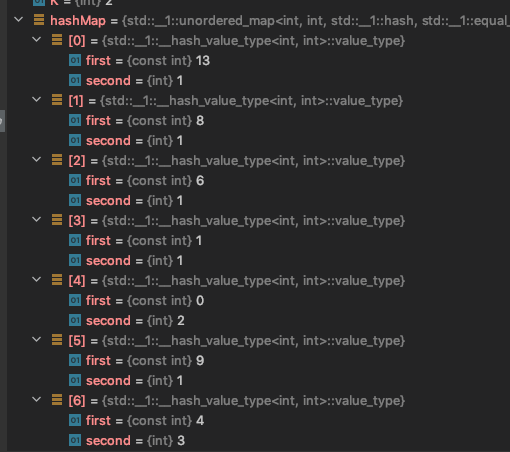 K = {int} 2
hashMap = {std::__1::unordered_map<int, int, std::__1::hash, std::__1::equal_
[0] = {std::__1::__hash_value_type<int, int>::value_type}
01 first = {const int} 13
01 second = {int} 1
[1] = {std::__1::__hash_value_type<int, int>::value_type}
01 first = {const int} 8
01 second = {int} 1
[2] = {std::__1::__hash_value_type<int, int>::value_type}
01 first = {const int} 6
01 second = {int} 1
[3] = {std::__1::__hash_value_type<int, int>::value_type}
01 first = {const int} 1
01 second = {int} 1
[4] = {std::__1::__hash_value_type<int, int>::value_type}
01 first = {const int} 0
01 second = {int} 2
[5] = {std::__1::__hash_value_type<int, int>::value_type}
01 first = {const int} 9
01 second = {int} 1
[6] = {std::__1::__hash_value_type<int, int>::value_type}
01 first = {const int} 4
01 second = {int} 3